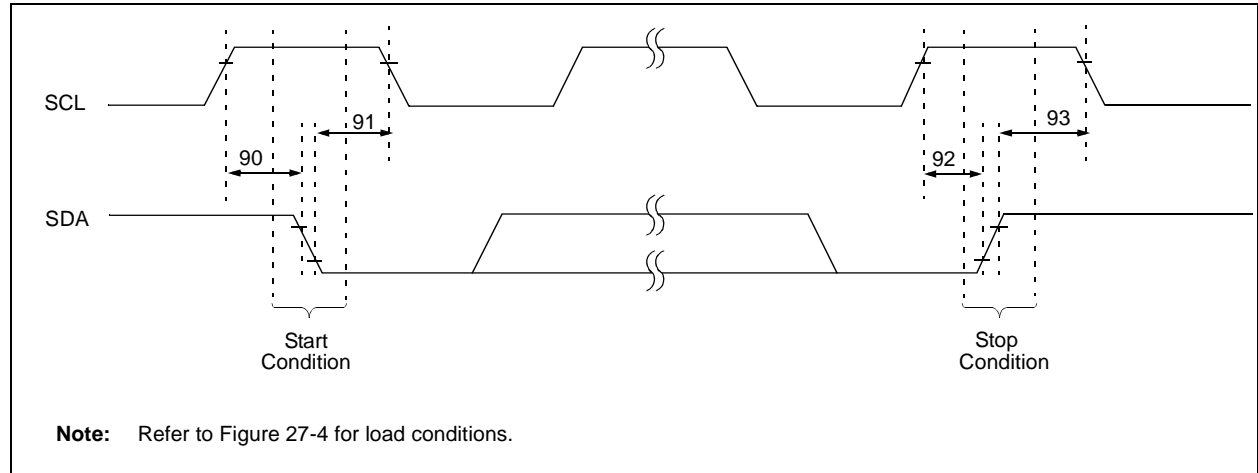 SCL
91
93
90
92
SDA
Start
Condition
Stop
Condition
Note: Refer to Figure 27-4 for load conditions.